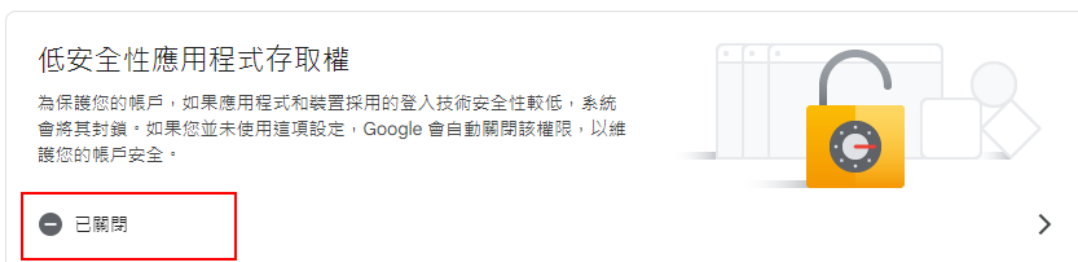 低安全性應用程式存取權
為保護您的帳戶，如果應用程式和裝置採用的登入技術安全性較低，系統
會將其封鎖。如果您並未使用這項設定，Google 會自動關閉該權限，以維
護您的帳戶安全。
已關閉